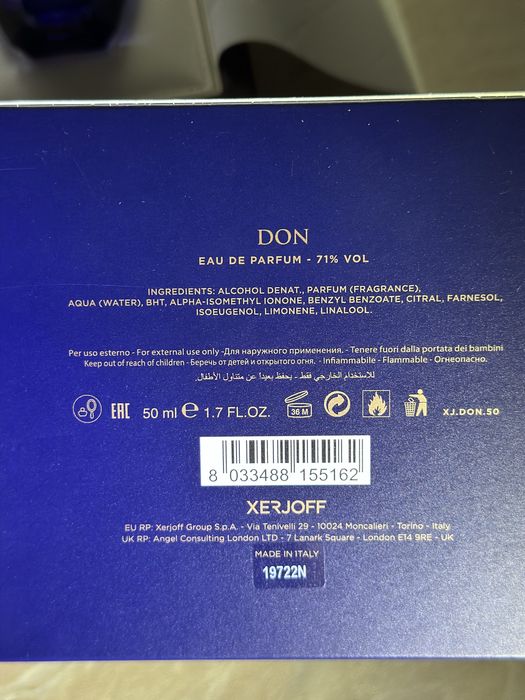 DON
EAU DE PARFUM - 71% VOL
INGREDIENTS: ALCOHOL DENAT., PARFUM (FRAGRANCE),
AQUA (WATER), BHT, ALPHA-ISOMETHYL IONONE, BENZYL BENZOATE, CITRAL, FARNESOL,
ISOEUGENOL, LIMONENE, LINALOOL.
Per uso esterno - For external use only -Для наружного применения. - Tenere fuori dalla portata dei bambini
Keep out of reach of children - Беречь от детей и открытого огня. - Infiammabile - Flammable - Огнеопасно.
للاستخدام الخارجي فقط - يحفظ بعيداً عن متناول الأطفال.
EAC 50 ml e 1.7 FL.OZ. 36 M XJ.DON.50
8 033488 155162
XERJOFF
EU RP: Xerjoff Group S.p.A. - Via Tenivelli 29 - 10024 Moncalieri - Torino - Italy
UK RP: Angel Consulting London LTD - 7 Lanark Square - London E14 9RE - UK
MADE IN ITALY
19722N